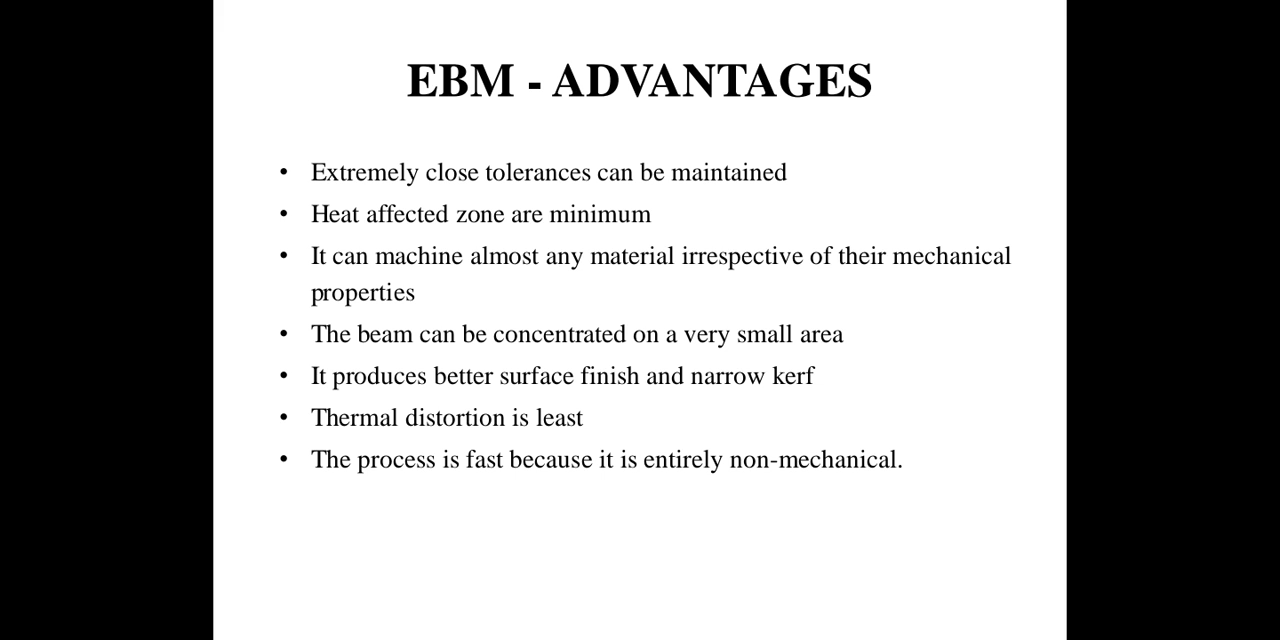 EBM - ADVANTAGES
• Extremely close tolerances can be maintained
• Heat affected zone are minimum
• It can machine almost any material irrespective of their mechanical
properties
• The beam can be concentrated on a very small area
• It produces better surface finish and narrow kerf
• Thermal distortion is least
• The process is fast because it is entirely non-mechanical.